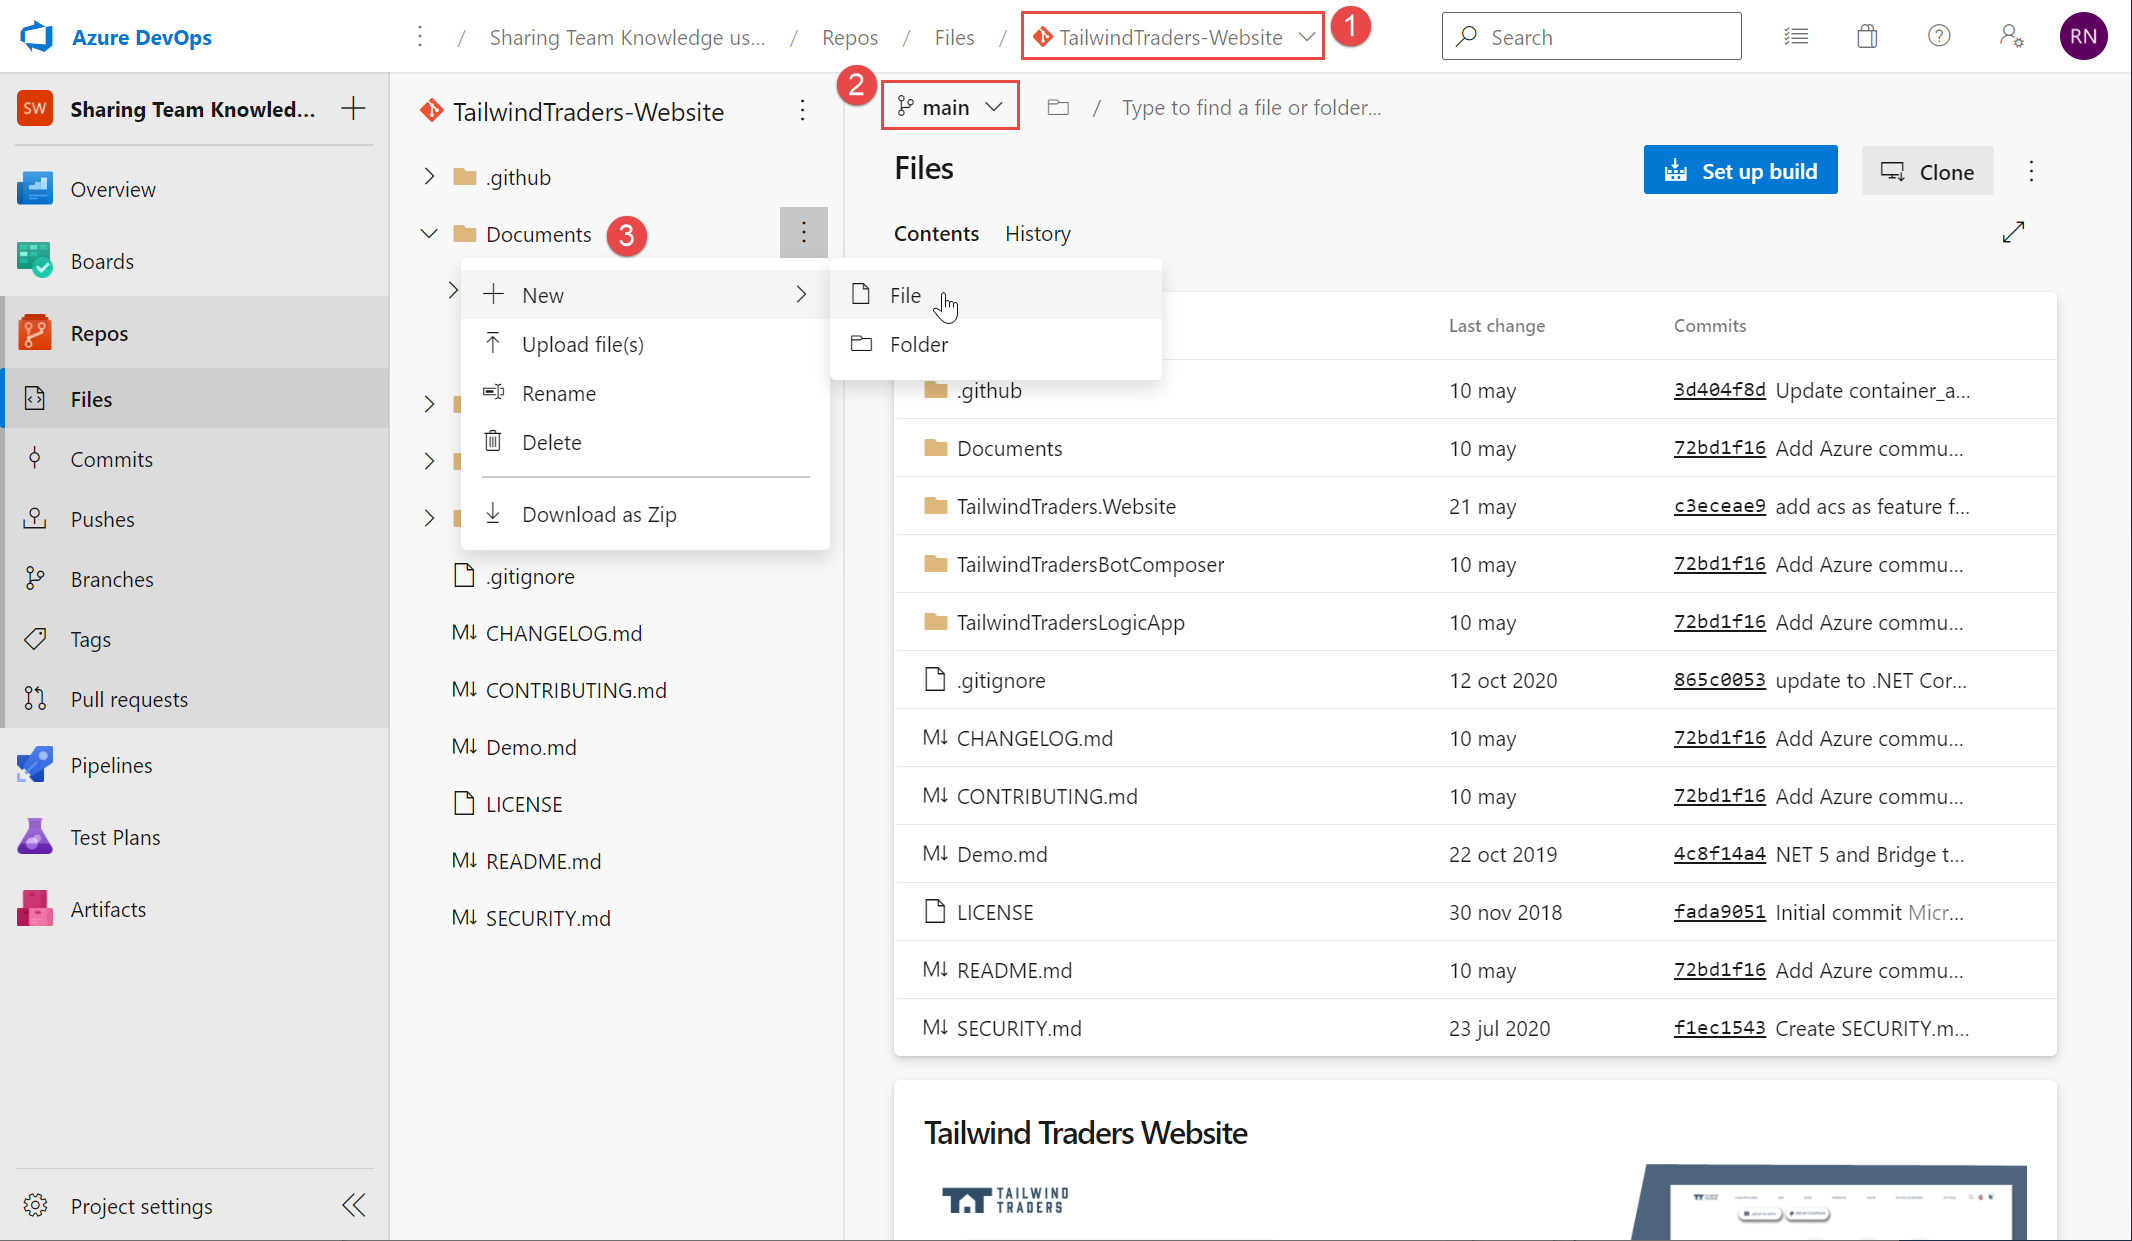 Azure DevOps
/ Sharing Team Knowledge us... / Repos / Files / TailwindTraders-Website 1
Search
RN
SW Sharing Team Knowled...
Overview
Boards
Repos
Files
Commits
Pushes
Branches
Tags
Pull requests
Pipelines
Test Plans
Artifacts
Project settings
TailwindTraders-Website
.github
Documents 3
New
Upload file(s)
Rename
Delete
Download as Zip
File
Folder
.gitignore
M↓ CHANGELOG.md
M↓ CONTRIBUTING.md
M↓ Demo.md
LICENSE
M↓ README.md
M↓ SECURITY.md
2 main / Type to find a file or folder...
Files
Set up build
Clone
Contents History
Last change Commits
.github 10 may 3d404f8d Update container_a...
Documents 10 may 72bd1f16 Add Azure commu...
TailwindTraders.Website 21 may c3eceae9 add acs as feature f...
TailwindTradersBotComposer 10 may 72bd1f16 Add Azure commu...
TailwindTradersLogicApp 10 may 72bd1f16 Add Azure commu...
.gitignore 12 oct 2020 865c0053 update to .NET Cor...
M↓ CHANGELOG.md 10 may 72bd1f16 Add Azure commu...
M↓ CONTRIBUTING.md 10 may 72bd1f16 Add Azure commu...
M↓ Demo.md 22 oct 2019 4c8f14a4 NET 5 and Bridge t...
LICENSE 30 nov 2018 fada9051 Initial commit Micr...
M↓ README.md 10 may 72bd1f16 Add Azure commu...
M↓ SECURITY.md 23 jul 2020 f1ec1543 Create SECURITY.m...
Tailwind Traders Website
TAILWIND
TRADERS